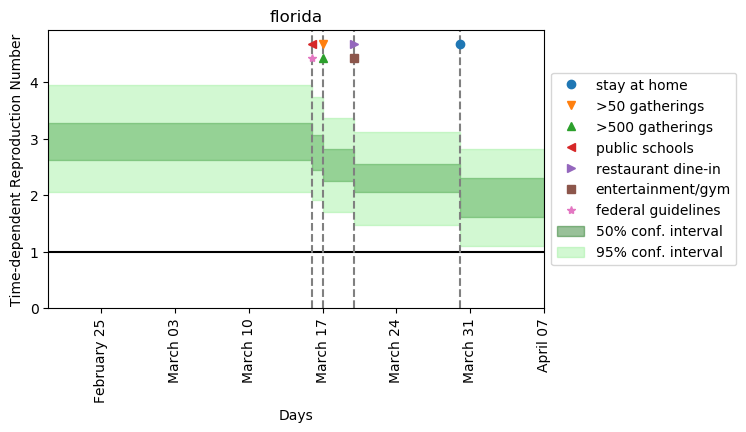 florida
Time-dependent Reproduction Number
4
3
2
1
0
February 25
March 03
March 10
March 17
March 24
March 31
April 07
Days
stay at home
>50 gatherings
>500 gatherings
public schools
restaurant dine-in
entertainment/gym
federal guidelines
50% conf. interval
95% conf. interval